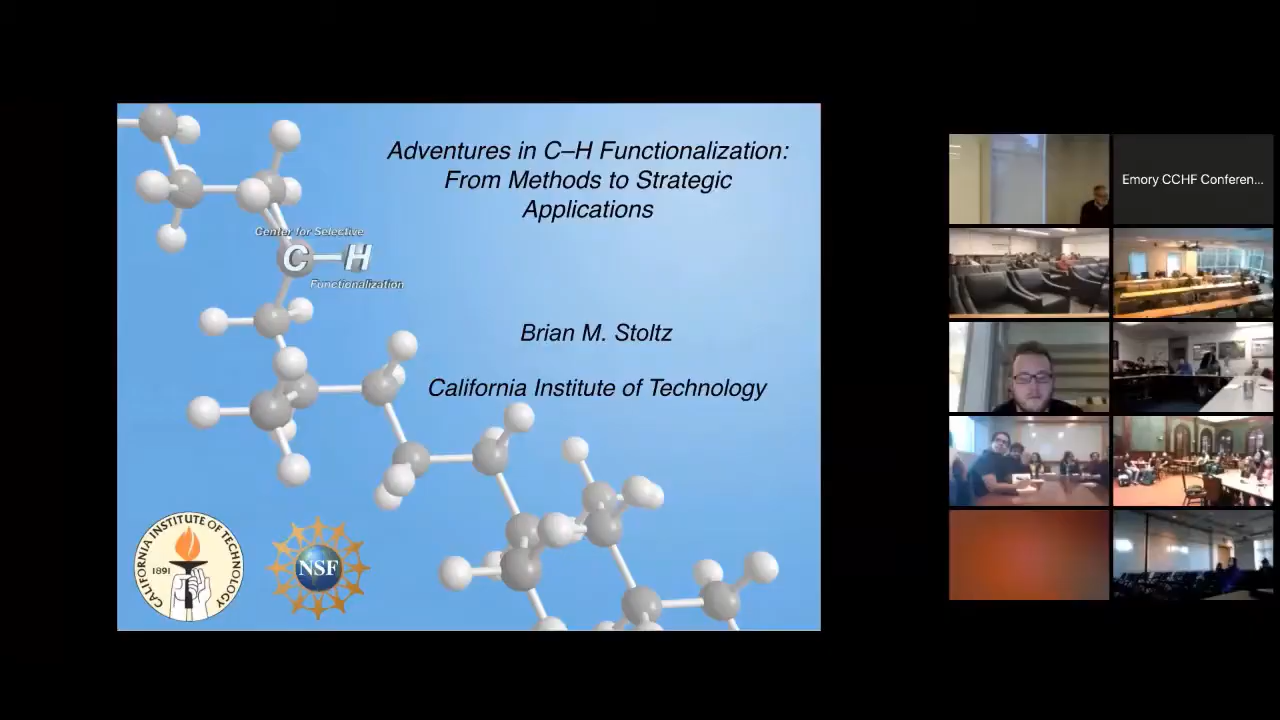 Adventures in C–H Functionalization:
From Methods to Strategic
Applications
Center for Selective
C–H
Functionalization
Brian M. Stoltz
California Institute of Technology
CALIFORNIA INSTITUTE OF TECHNOLOGY
1891
NSF
Emory CCHF Conferen...